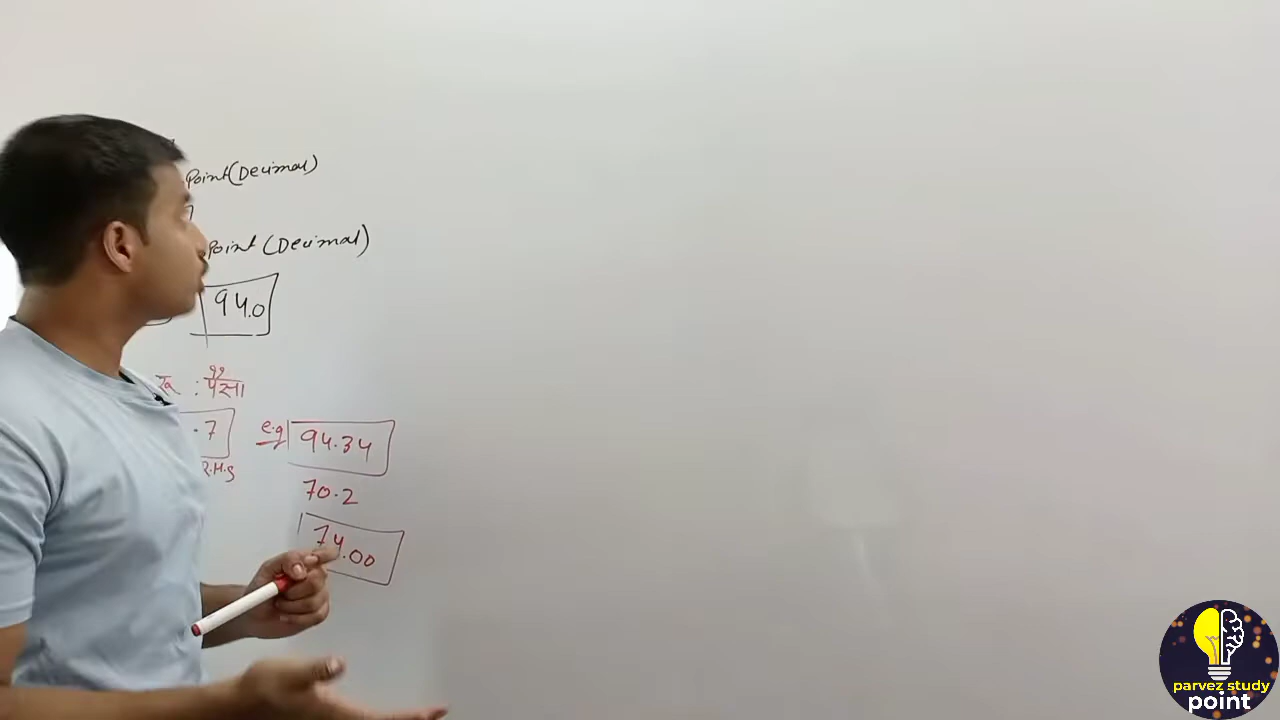 Point (Decimal)
Point (Decimal)
94.0
: पैसा
.7
R.H.S
e.g 94.34
70.2
74.00
parvez study
point